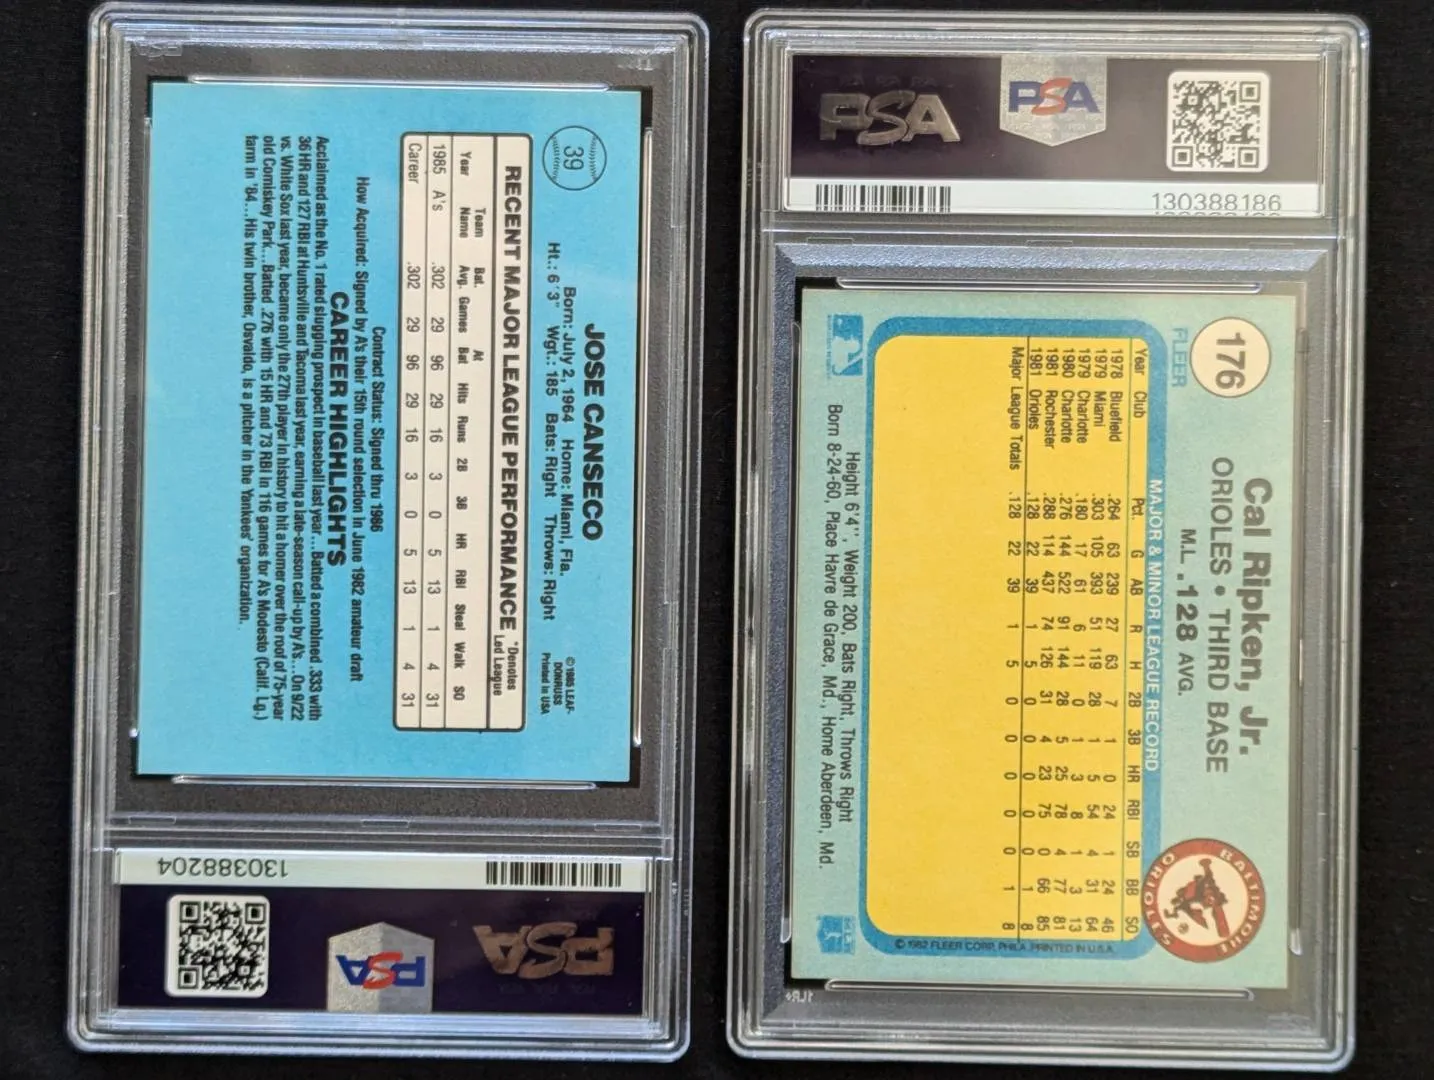 39
JOSE CANSECO
Born: July 2, 1964 Home: Miami, Fla.
Ht.: 6'3" Wgt.: 185 Bats: Right Throws: Right
©1985 LEAF-
DONRUSS
Printed in USA
RECENT MAJOR LEAGUE PERFORMANCE
*Denotes
Led League
Team Bat. At
Year Name Avg. Games Bat Hits Runs 2B 3B HR RBI Steal Walk SO
1985 A's .302 29 96 29 16 3 0 5 13 1 4 31
Career .302 29 96 29 16 3 0 5 13 1 4 31
Contract Status: Signed thru 1986
How Acquired: Signed by A's their 15th round selection in June 1982 amateur draft
CAREER HIGHLIGHTS
Acclaimed as the No. 1 rated slugging prospect in baseball last year... Batted a combined .333 with
36 HR and 127 RBI at Huntsville and Tacoma last year, earning a late-season call-up by A's... On 9/22
vs. White Sox last year, became only the 27th player in history to hit a homer over the roof of 75-year
old Comiskey Park... Batted .276 with 15 HR and 73 RBI in 116 games for A's Modesto (Calif. Lg.)
farm in '84... His twin brother, Osvaldo, is a pitcher in the Yankees' organization.
130388204
PSA
PSA
PSA
PSA
130388186
176
FLEER
Cal Ripken, Jr.
ORIOLES • THIRD BASE
M.L .128 AVG.
BALTIMORE
ORIOLES
MAJOR & MINOR LEAGUE RECORD
Year Club Pct. G AB R H 2B 3B HR RBI SB BB SO
1978 Bluefield .264 63 239 27 63 7 1 0 24 1 24 46
1979 Miami .303 105 393 51 119 28 1 5 54 4 31 64
1979 Charlotte .180 17 61 6 11 0 1 3 8 1 3 13
1980 Charlotte .276 144 522 91 144 28 5 25 78 4 77 81
1981 Rochester .288 114 437 74 126 31 4 23 75 0 66 85
1981 Orioles .128 22 39 1 5 0 0 0 0 0 1 8
Major League Totals .128 22 39 1 5 0 0 0 0 0 1 8
© 1982 FLEER CORP. PHILA. PRINTED IN U.S.A.
Height 6'4", Weight 200, Bats Right, Throws Right
Born 8-24-60, Place Havre de Grace, Md., Home Aberdeen, Md.